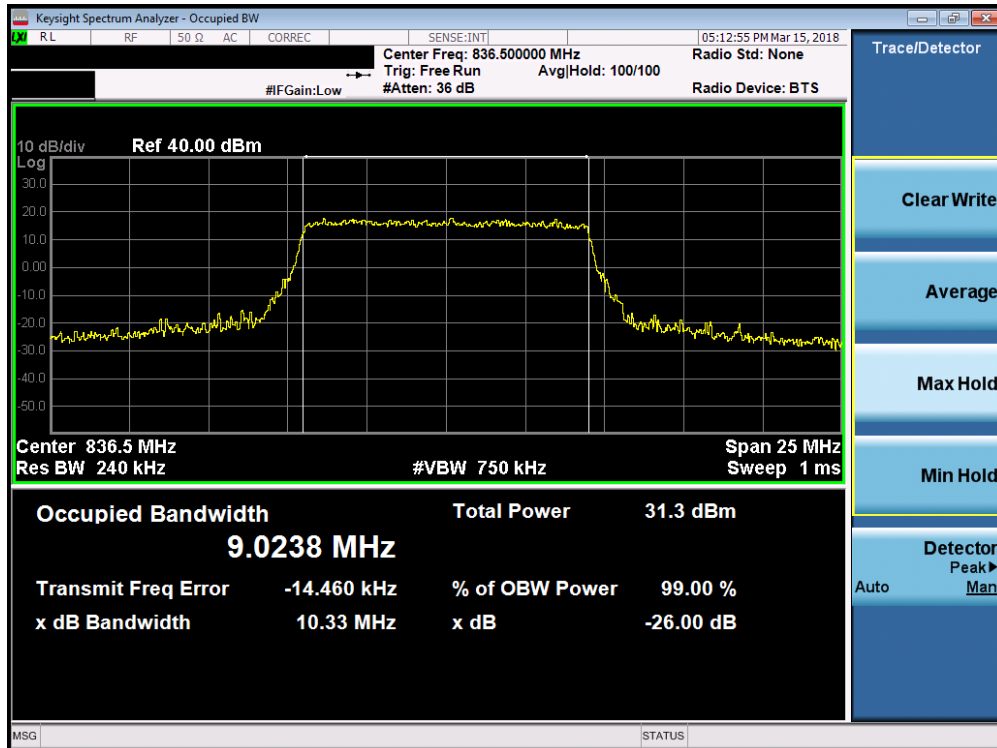 Keysight Spectrum Analyzer - Occupied BW
LXI RL RF 50 Ω AC CORREC SENSE:INT 05:12:55 PM Mar 15, 2018
Center Freq: 836.500000 MHz Radio Std: None
Trig: Free Run Avg|Hold: 100/100
#IFGain:Low #Atten: 36 dB Radio Device: BTS
10 dB/div Ref 40.00 dBm
Log
30.0
20.0
10.0
0.00
-10.0
-20.0
-30.0
-40.0
-50.0
Center 836.5 MHz Span 25 MHz
Res BW 240 kHz #VBW 750 kHz Sweep 1 ms
Occupied Bandwidth Total Power 31.3 dBm
9.0238 MHz
Transmit Freq Error -14.460 kHz % of OBW Power 99.00 %
x dB Bandwidth 10.33 MHz x dB -26.00 dB
MSG STATUS
Trace/Detector
Clear Write
Average
Max Hold
Min Hold
Detector
Peak▶
Auto Man